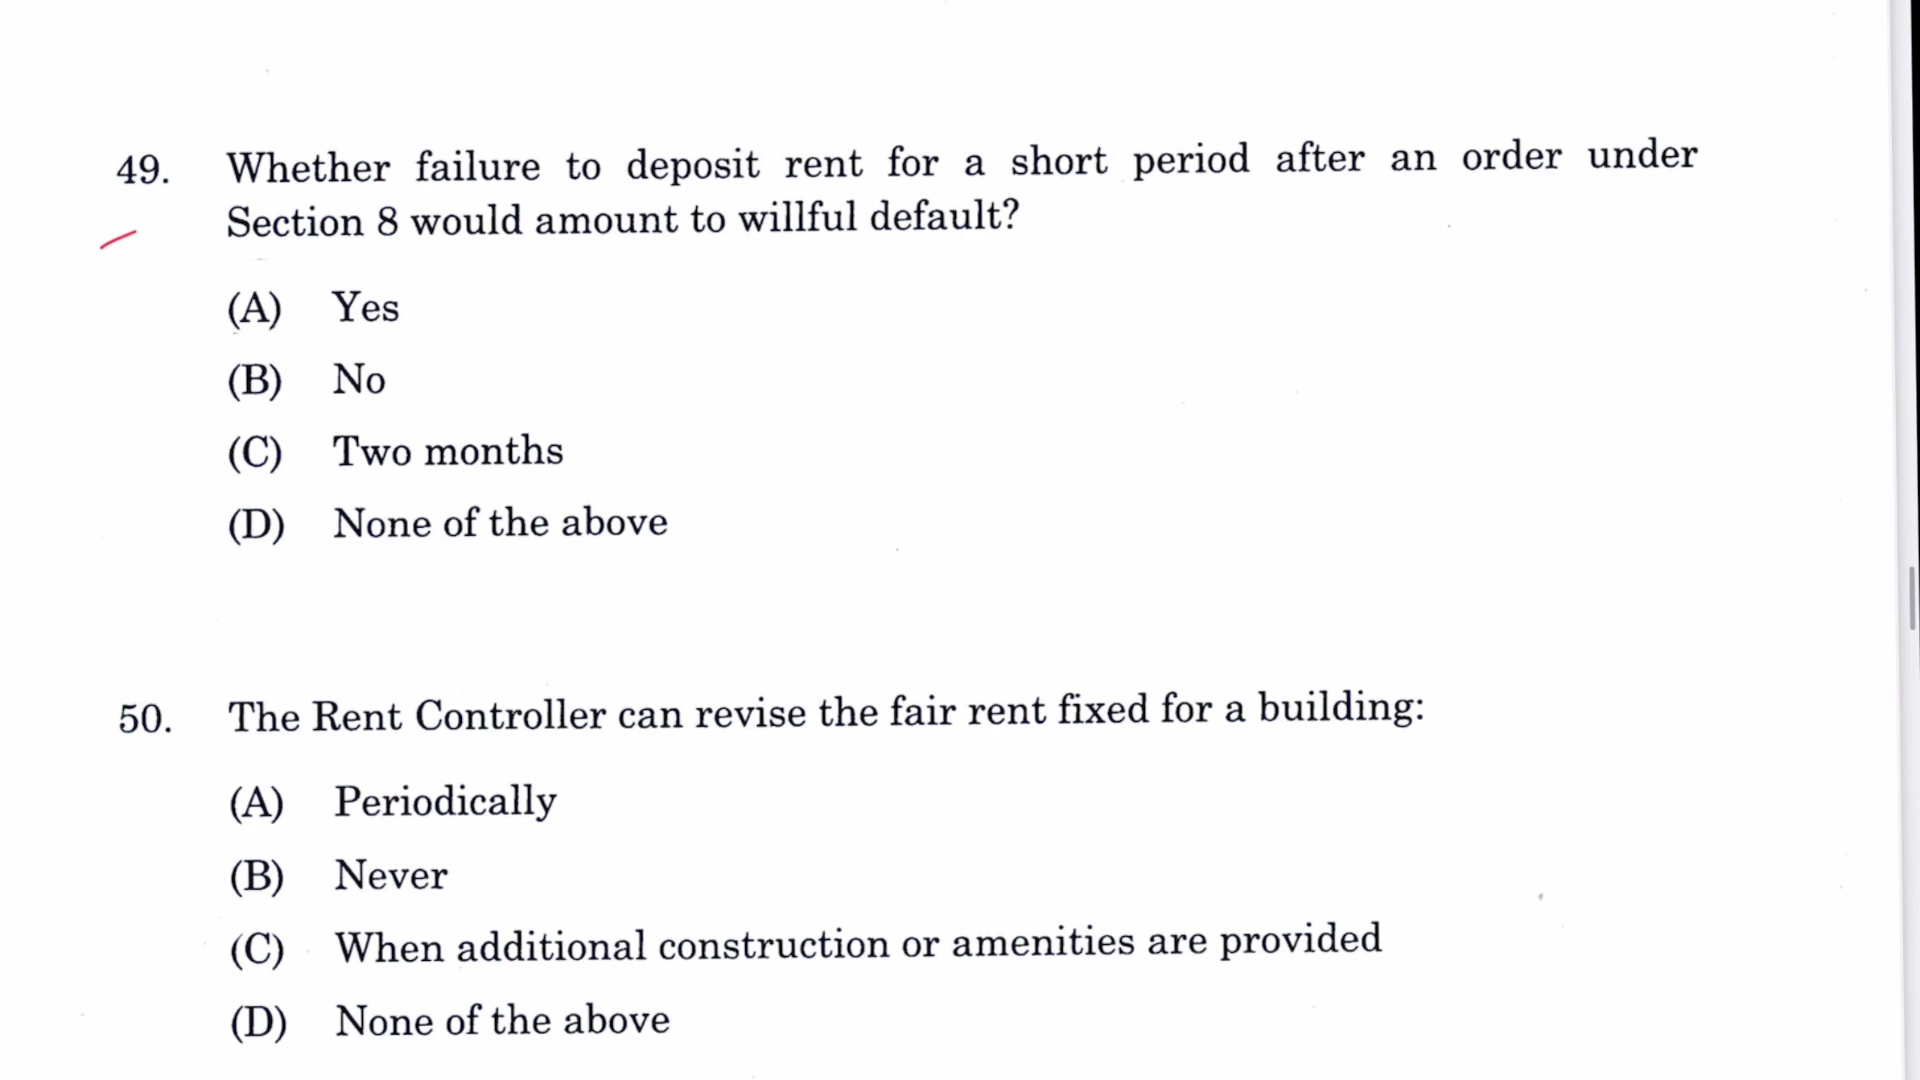 49. Whether failure to deposit rent for a short period after an order under
Section 8 would amount to willful default?
(A) Yes
(B) No
(C) Two months
(D) None of the above
50. The Rent Controller can revise the fair rent fixed for a building:
(A) Periodically
(B) Never
(C) When additional construction or amenities are provided
(D) None of the above